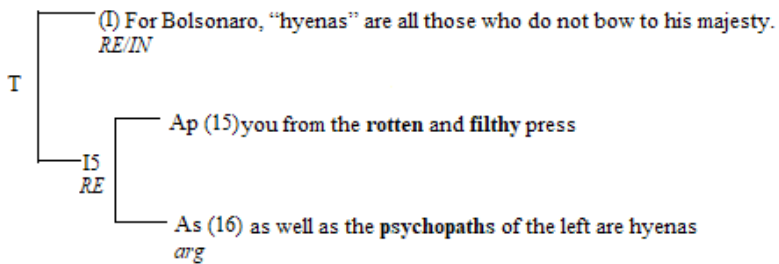 (I) For Bolsonaro, “hyenas” are all those who do not bow to his majesty.
RE/IN
T
Ap (15)you from the rotten and filthy press
I5
RE
As (16) as well as the psychopaths of the left are hyenas
arg